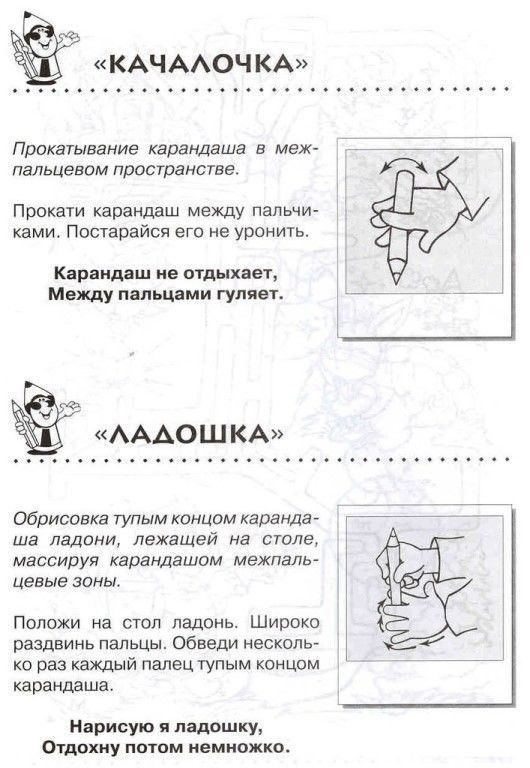 «КАЧАЛОЧКА»
Прокатывание карандаша в меж-
пальцевом пространстве.
Прокати карандаш между пальчи-
ками. Постарайся его не уронить.
Карандаш не отдыхает,
Между пальцами гуляет.
«ЛАДОШКА»
Обрисовка тупым концом каранда-
ша ладони, лежащей на столе,
массируя карандашом межпаль-
цевые зоны.
Положи на стол ладонь. Широко
раздвинь пальцы. Обведи несколь-
ко раз каждый палец тупым концом
карандаша.
Нарисую я ладошку,
Отдохну потом немножко.